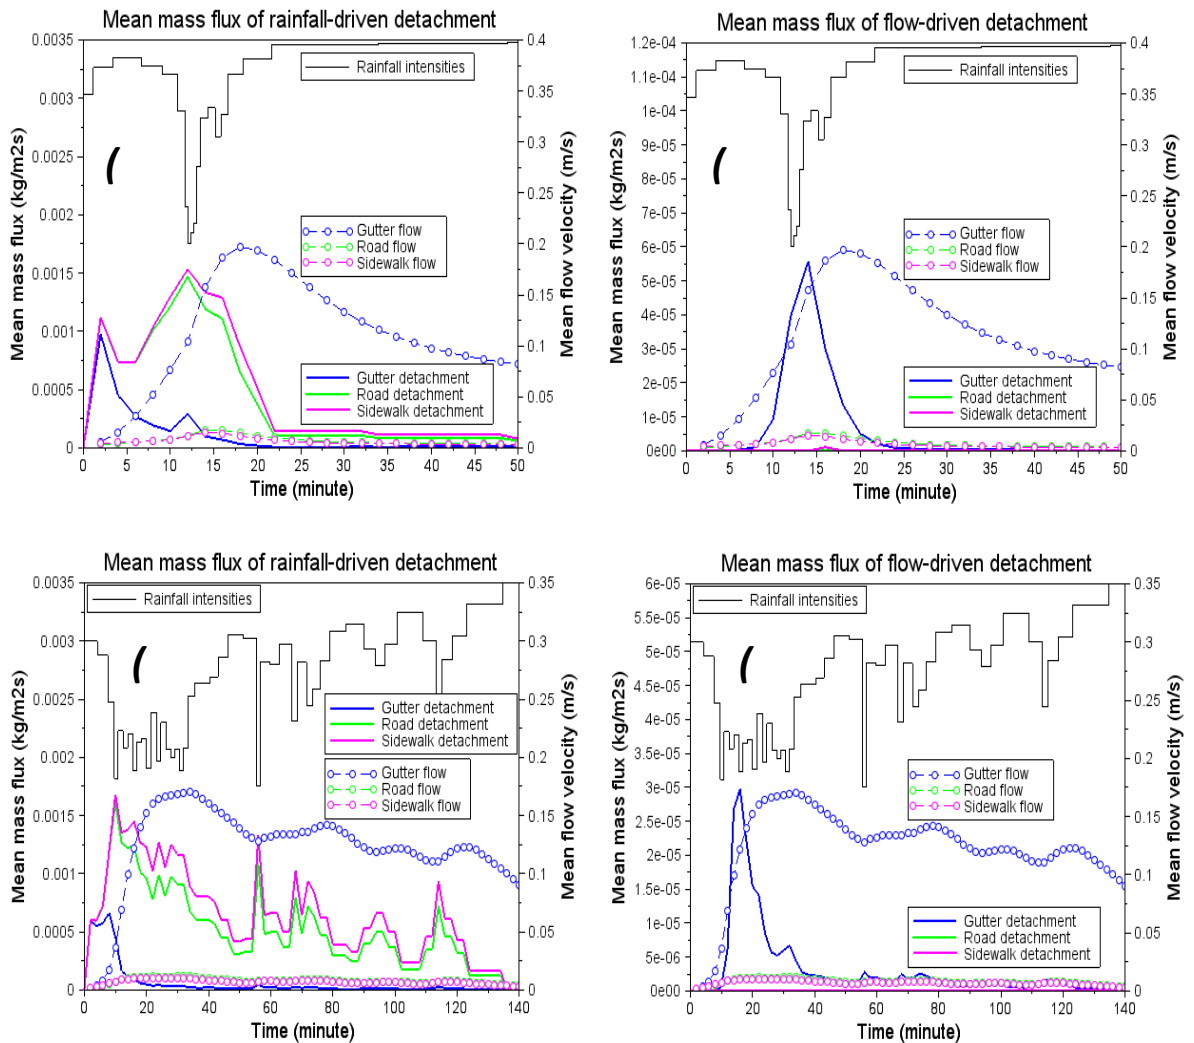 Mean mass flux of rainfall-driven detachment
Mean mass flux (kg/m2s)
0.0035
0.003
0.0025
0.002
0.0015
0.001
0.0005
0
0.4
0.35
0.3
0.25
0.2
0.15
0.1
0.05
0
Mean flow velocity (m/s)
Rainfall intensities
(
Gutter flow
Road flow
Sidewalk flow
Gutter detachment
Road detachment
Sidewalk detachment
0 5 10 15 20 25 30 35 40 45 50
Time (minute)
Mean mass flux of flow-driven detachment
Mean mass flux (kg/m2s)
1.2e-04
1.1e-04
1e-04
9e-05
8e-05
7e-05
6e-05
5e-05
4e-05
3e-05
2e-05
1e-05
0e00
0.4
0.35
0.3
0.25
0.2
0.15
0.1
0.05
0
Mean flow velocity (m/s)
Rainfall intensities
(
Gutter flow
Road flow
Sidewalk flow
Gutter detachment
Road detachment
Sidewalk detachment
0 5 10 15 20 25 30 35 40 45 50
Time (minute)
Mean mass flux of rainfall-driven detachment
Mean mass flux (kg/m2s)
0.0035
0.003
0.0025
0.002
0.0015
0.001
0.0005
0
0.35
0.3
0.25
0.2
0.15
0.1
0.05
0
Mean flow velocity (m/s)
Rainfall intensities
(
Gutter detachment
Road detachment
Sidewalk detachment
Gutter flow
Road flow
Sidewalk flow
0 20 40 60 80 100 120 140
Time (minute)
Mean mass flux of flow-driven detachment
Mean mass flux (kg/m2s)
6e-05
5.5e-05
5e-05
4.5e-05
4e-05
3.5e-05
3e-05
2.5e-05
2e-05
1.5e-05
1e-05
5e-06
0e00
0.35
0.3
0.25
0.2
0.15
0.1
0.05
0
Mean flow velocity (m/s)
Rainfall intensities
(
Gutter flow
Road flow
Sidewalk flow
Gutter detachment
Road detachment
Sidewalk detachment
0 20 40 60 80 100 120 140
Time (minute)